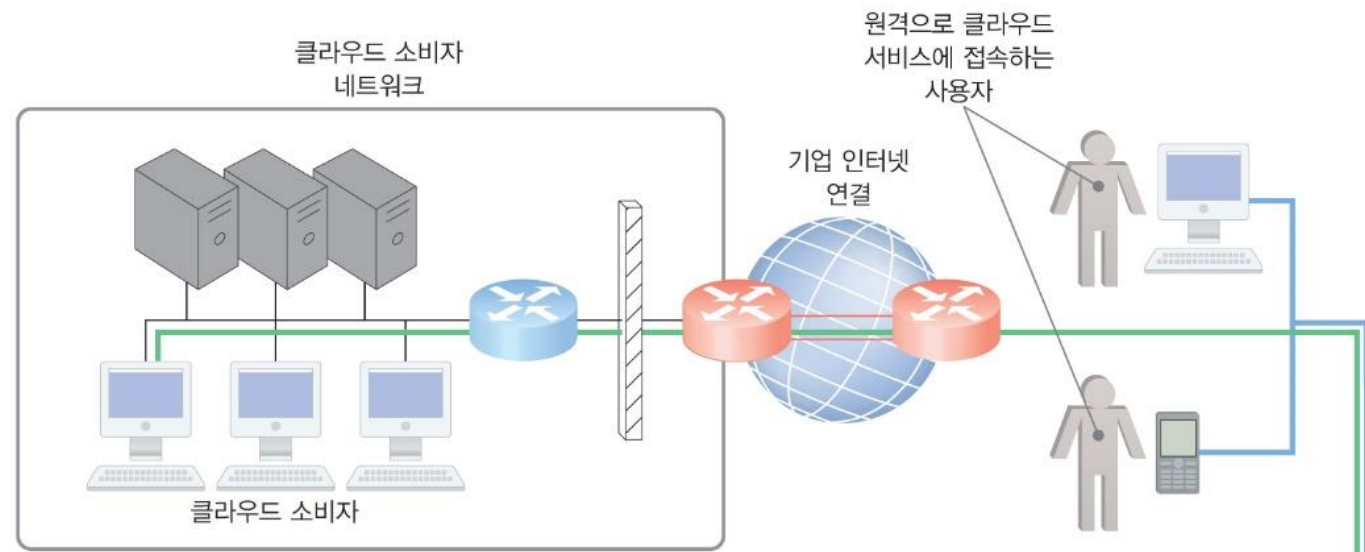 클라우드 소비자
네트워크
원격으로 클라우드
서비스에 접속하는
사용자
기업 인터넷
연결
클라우드 소비자